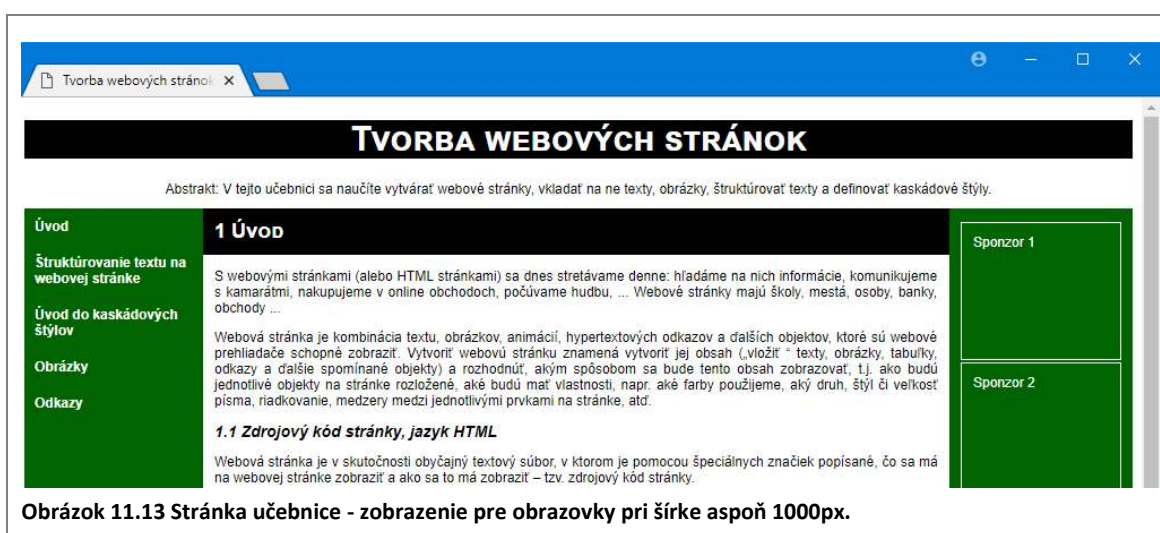 Tvorba webových stránok
TVORBA WEBOVÝCH STRÁNOK
Abstrakt: V tejto učebnici sa naučíte vytvárať webové stránky, vkladať na ne texty, obrázky, štruktúrovať texty a definovať kaskádové štýly.
Úvod
Štruktúrovanie textu na
webovej stránke
Úvod do kaskádových
štýlov
Obrázky
Odkazy
1 ÚVOD
S webovými stránkami (alebo HTML stránkami) sa dnes stretávame denne: hľadáme na nich informácie, komunikujeme
s kamarátmi, nakupujeme v online obchodoch, počúvame hudbu, ... Webové stránky majú školy, mestá, osoby, banky,
obchody ...
Webová stránka je kombinácia textu, obrázkov, animácií, hypertextových odkazov a ďalších objektov, ktoré sú webové
prehliadače schopné zobraziť. Vytvoriť webovú stránku znamená vytvoriť jej obsah („vložiť “ texty, obrázky, tabuľky,
odkazy a ďalšie spomínané objekty) a rozhodnúť, akým spôsobom sa bude tento obsah zobrazovať, t.j. ako budú
jednotlivé objekty na stránke rozložené, aké budú mať vlastnosti, napr. aké farby použijeme, aký druh, štýl či veľkosť
písma, riadkovanie, medzery medzi jednotlivými prvkami na stránke, atď.
1.1 Zdrojový kód stránky, jazyk HTML
Webová stránka je v skutočnosti obyčajný textový súbor, v ktorom je pomocou špeciálnych značiek popísané, čo sa má
na webovej stránke zobraziť a ako sa to má zobraziť – tzv. zdrojový kód stránky.
Sponzor 1
Sponzor 2
Obrázok 11.13 Stránka učebnice - zobrazenie pre obrazovky pri šírke aspoň 1000px.